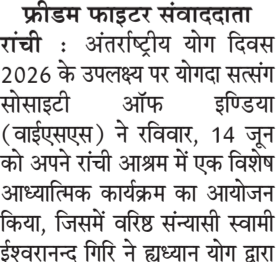 फ्रीडम फाइटर संवाददाता
रांची : अंतर्राष्ट्रीय योग दिवस
2026 के उपलक्ष्य पर योगदा सत्संग
सोसाइटी ऑफ इण्डिया
(वाईएसएस) ने रविवार, 14 जून
को अपने रांची आश्रम में एक विशेष
आध्यात्मिक कार्यक्रम का आयोजन
किया, जिसमें वरिष्ठ संन्यासी स्वामी
ईश्वरानन्द गिरि ने ह्यध्यान योग द्वारा